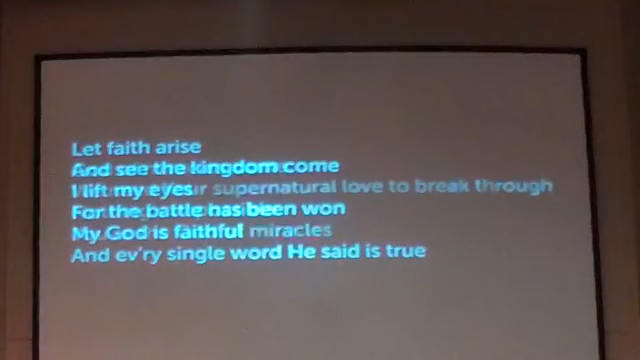 Let faith arise
And see the kingdom come
I lift my eyes supernatural love to break through
For the battle has been won
My God is faithful miracles
And ev'ry single word He said is true